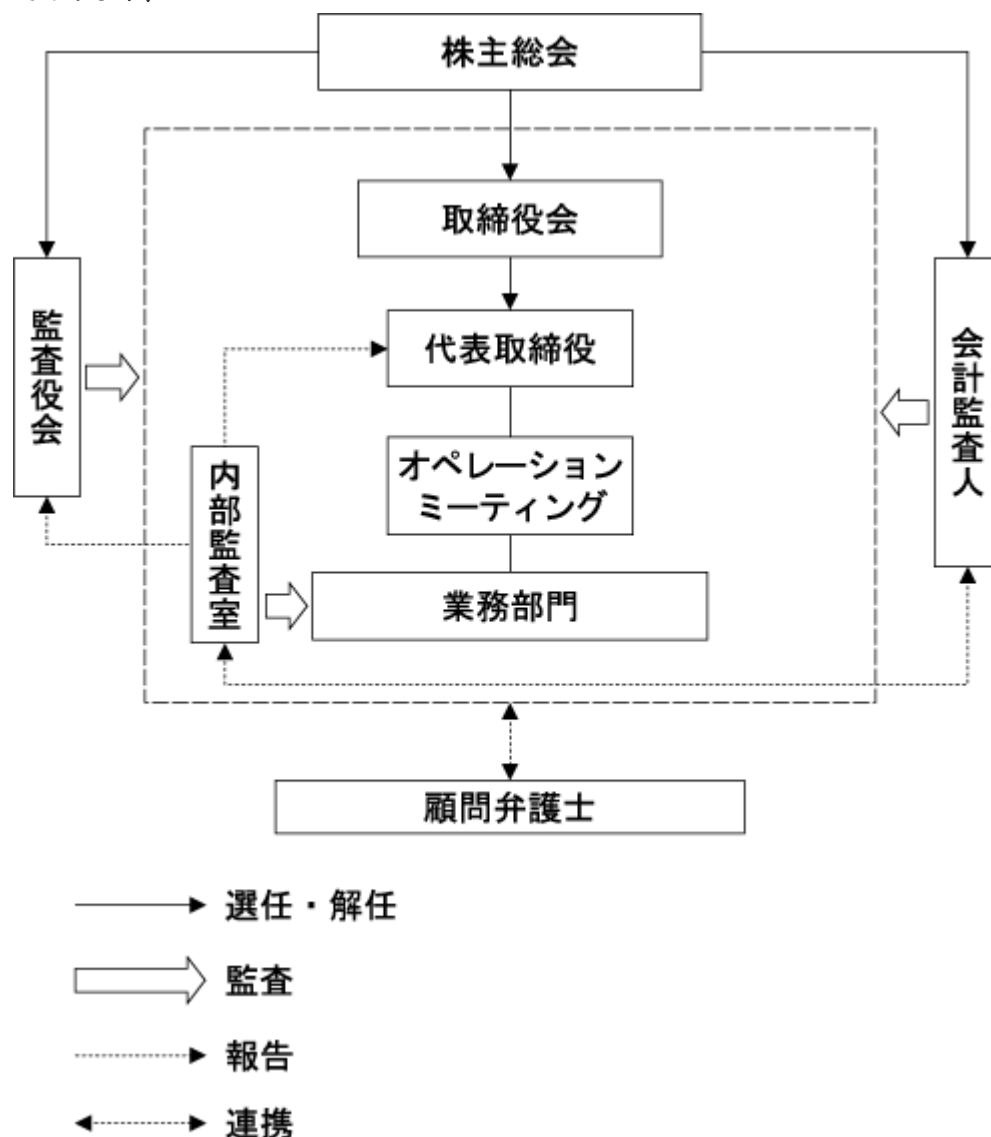 株主総会
取締役会
代表取締役
監査役会
会計監査人
オペレーション
ミーティング
内部監査室
業務部門
顧問弁護士
選任・解任
監査
報告
連携